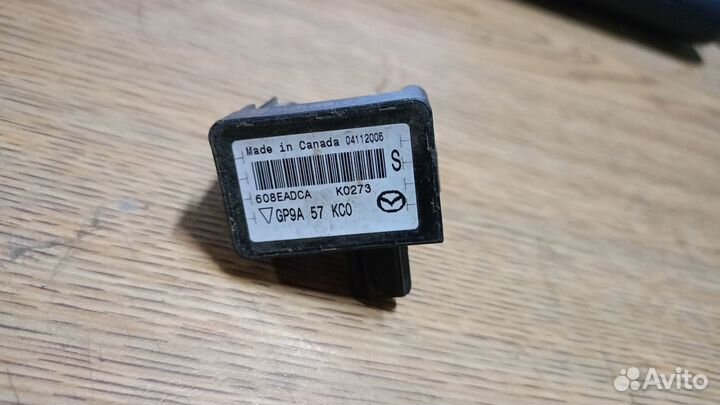 Made in Canada 04112006
S
608EADCA K0273
GP9A 57 KC0
Avito